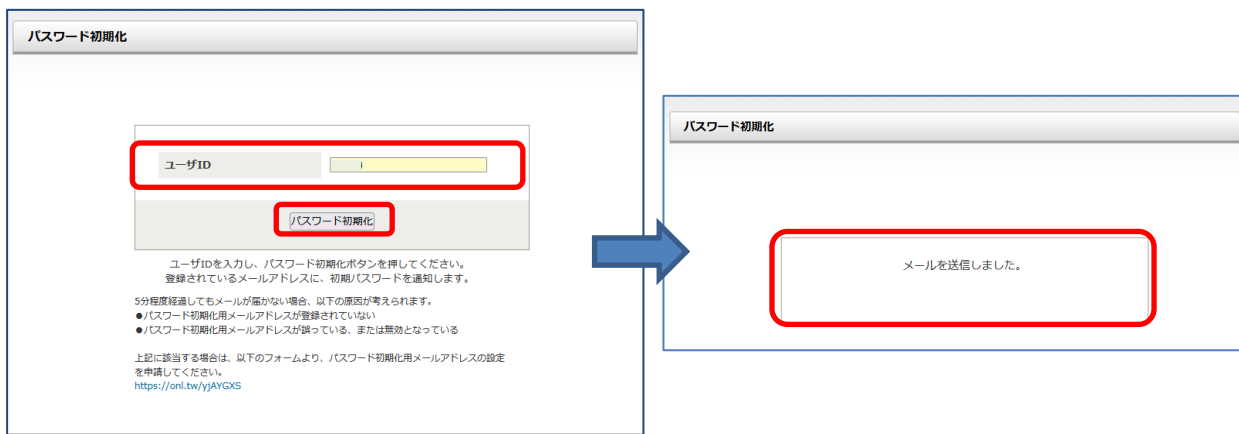 パスワード初期化
ユーザID
パスワード初期化
ユーザIDを入力し、パスワード初期化ボタンを押してください。
登録されているメールアドレスに、初期パスワードを通知します。
5分程度経過してもメールが届かない場合、以下の原因が考えられます。
●パスワード初期化用メールアドレスが登録されていない
●パスワード初期化用メールアドレスが誤っている、または無効となっている
上記に該当する場合は、以下のフォームより、パスワード初期化用メールアドレスの設定
を申請してください。
https://onl.tw/yjAYGXS
パスワード初期化
メールを送信しました。